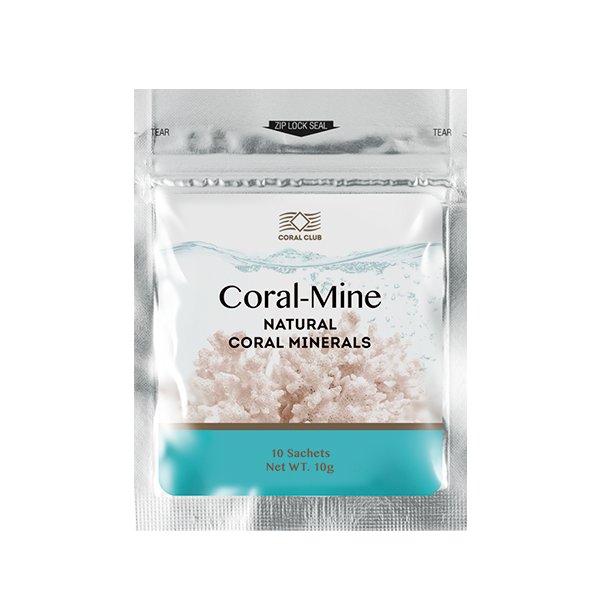 ZIP LOCK SEAL
TEAR
TEAR
CORAL CLUB
Coral-Mine
NATURAL
CORAL MINERALS
10 Sachets
Net WT. 10g